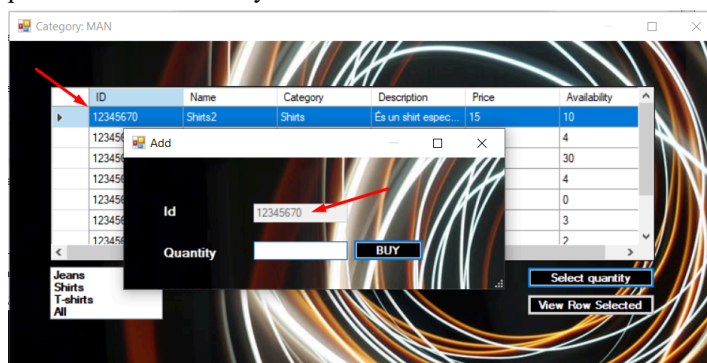 Category: MAN
ID Name Category Description Price Availability
12345670 Shirts2 Shirts És un shirt espec... 15 10
4
30
4
0
3
2
Add
Id 12345670
Quantity BUY
Jeans
Shirts
T-shirts
All
Select quantity
View Row Selected